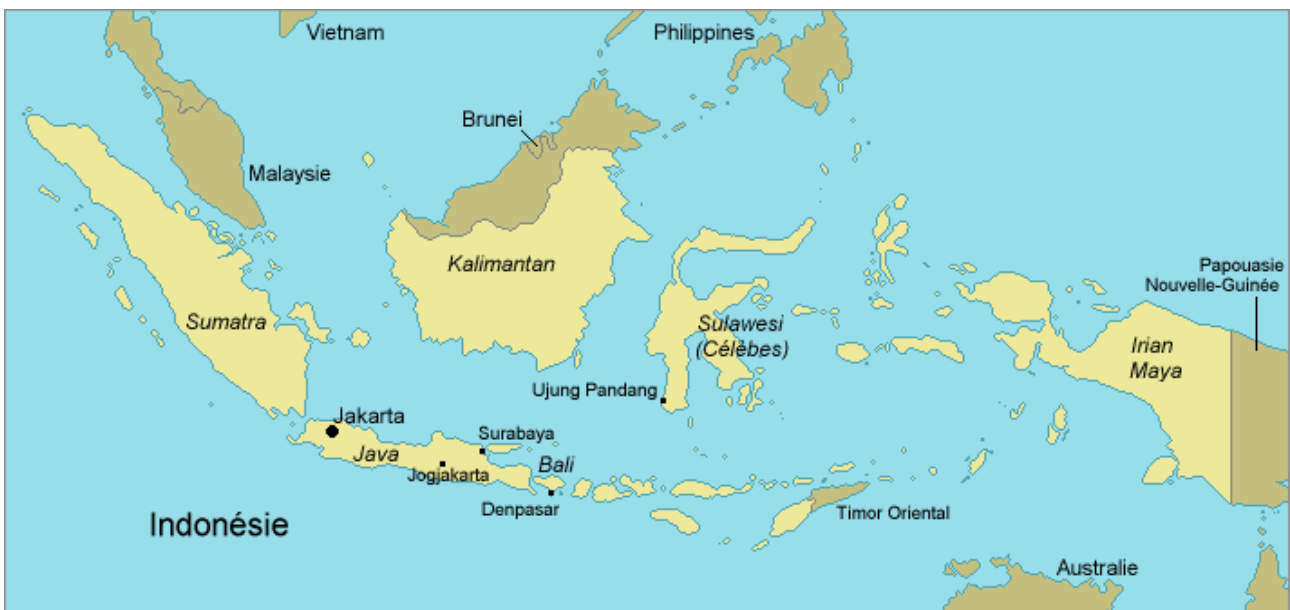 Vietnam
Philippines
Brunei
Malaysie
Kalimantan
Papouasie
Nouvelle-Guinée
Sumatra
Sulawesi
(Célèbes)
Irian
Maya
Ujung Pandang
Jakarta
Surabaya
Java
Bali
Jogjakarta
Denpasar
Timor Oriental
Indonésie
Australie